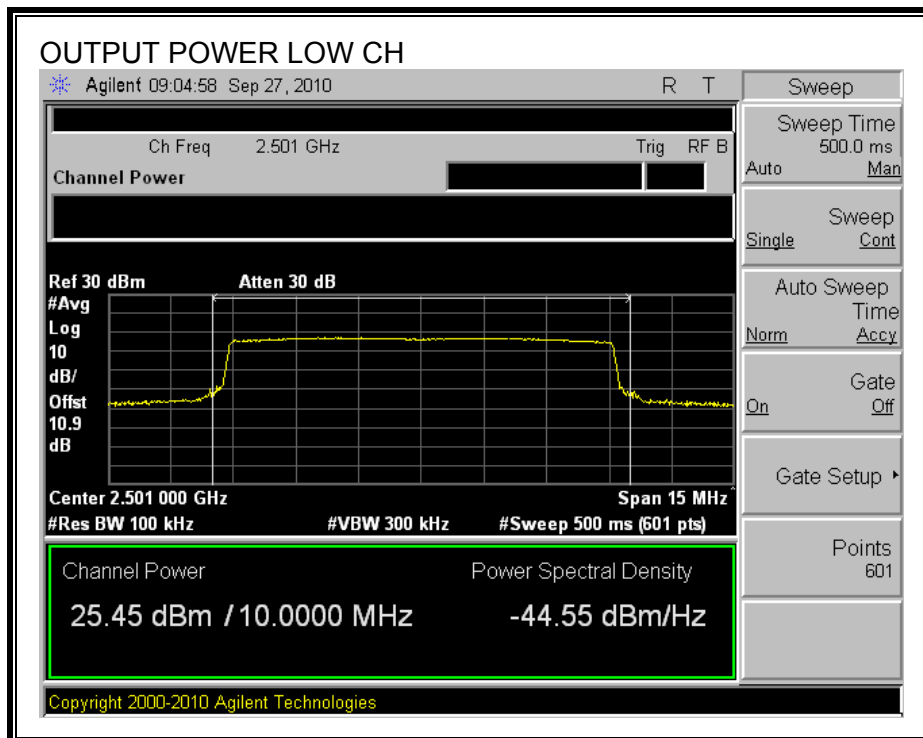 OUTPUT POWER LOW CH
Agilent 09:04:58 Sep 27, 2010 R T
Sweep
Ch Freq 2.501 GHz Trig RF B
Channel Power
Sweep Time
500.0 ms
Auto Man
Sweep
Single Cont
Ref 30 dBm Atten 30 dB
#Avg
Log
10
dB/
Offst
10.9
dB
Auto Sweep
Time
Norm Accy
Gate
On Off
Gate Setup
Center 2.501 000 GHz Span 15 MHz
#Res BW 100 kHz #VBW 300 kHz #Sweep 500 ms (601 pts)
Points
601
Channel Power Power Spectral Density
25.45 dBm / 10.0000 MHz -44.55 dBm/Hz
Copyright 2000-2010 Agilent Technologies